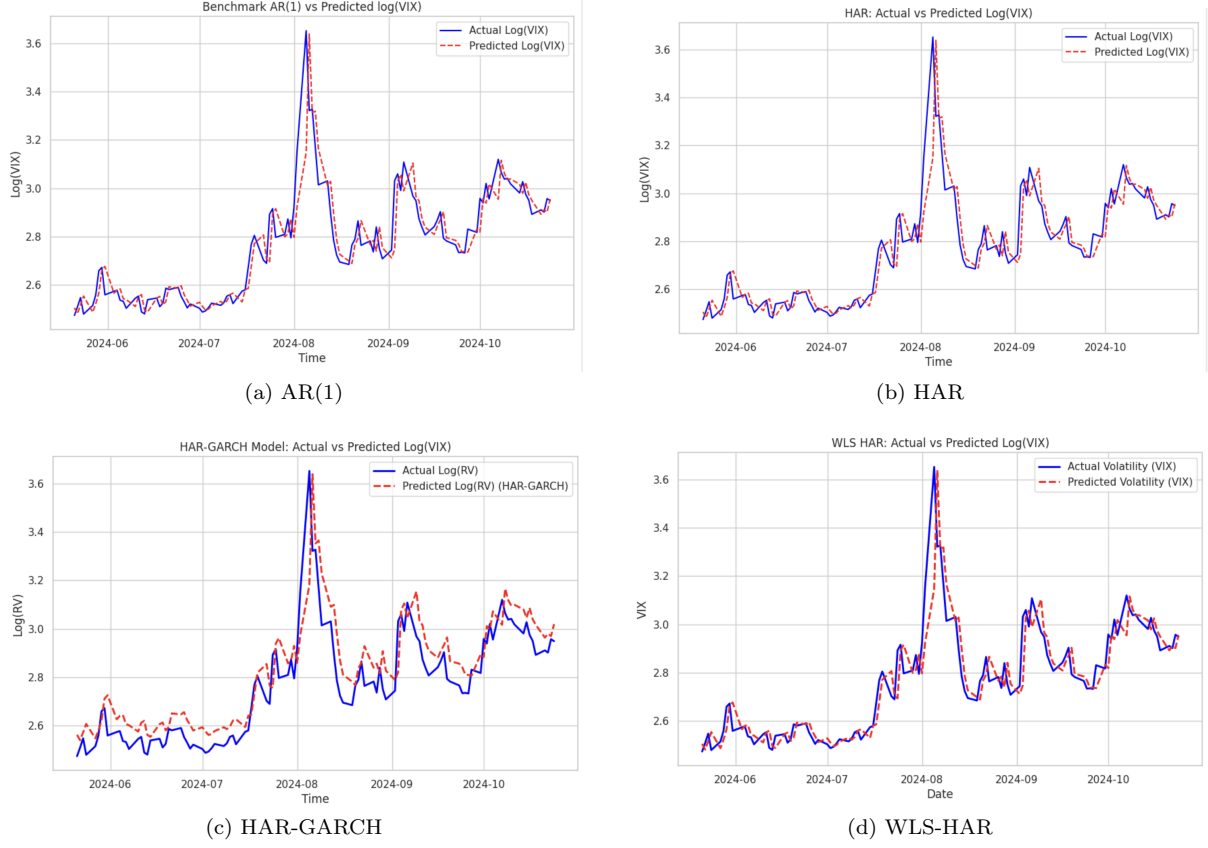 Benchmark AR(1) vs Predicted log(VIX)
Actual Log(VIX)
Predicted Log(VIX)
3.6
3.4
3.2
3.0
2.8
2.6
Log(VIX)
2024-06 2024-07 2024-08 2024-09 2024-10
Time
(a) AR(1)
HAR: Actual vs Predicted Log(VIX)
Actual Log(VIX)
Predicted Log(VIX)
3.6
3.4
3.2
3.0
2.8
2.6
Log(VIX)
2024-06 2024-07 2024-08 2024-09 2024-10
Time
(b) HAR
HAR-GARCH Model: Actual vs Predicted Log(VIX)
Actual Log(RV)
Predicted Log(RV) (HAR-GARCH)
3.6
3.4
3.2
3.0
2.8
2.6
Log(RV)
2024-06 2024-07 2024-08 2024-09 2024-10
Time
(c) HAR-GARCH
WLS HAR: Actual vs Predicted Log(VIX)
Actual Volatility (VIX)
Predicted Volatility (VIX)
3.6
3.4
3.2
3.0
2.8
2.6
VIX
2024-06 2024-07 2024-08 2024-09 2024-10
Date
(d) WLS-HAR